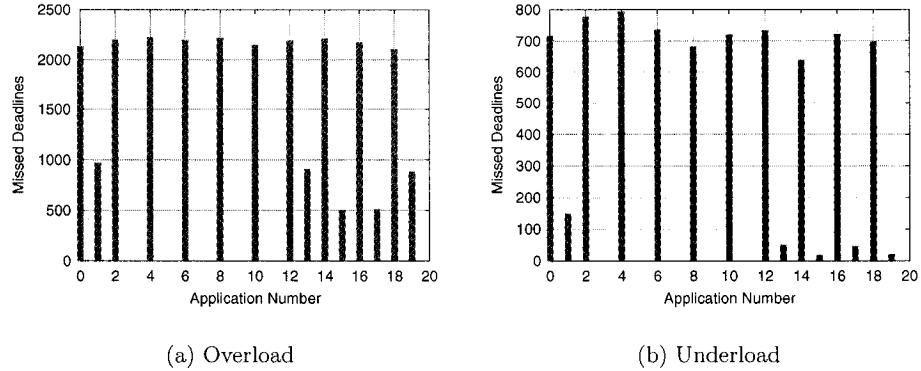 2500
2000
1500
1000
500
0
Missed Deadlines
0 2 4 6 8 10 12 14 16 18 20
Application Number
(a) Overload
800
700
600
500
400
300
200
100
0
Missed Deadlines
0 2 4 6 8 10 12 14 16 18 20
Application Number
(b) Underload